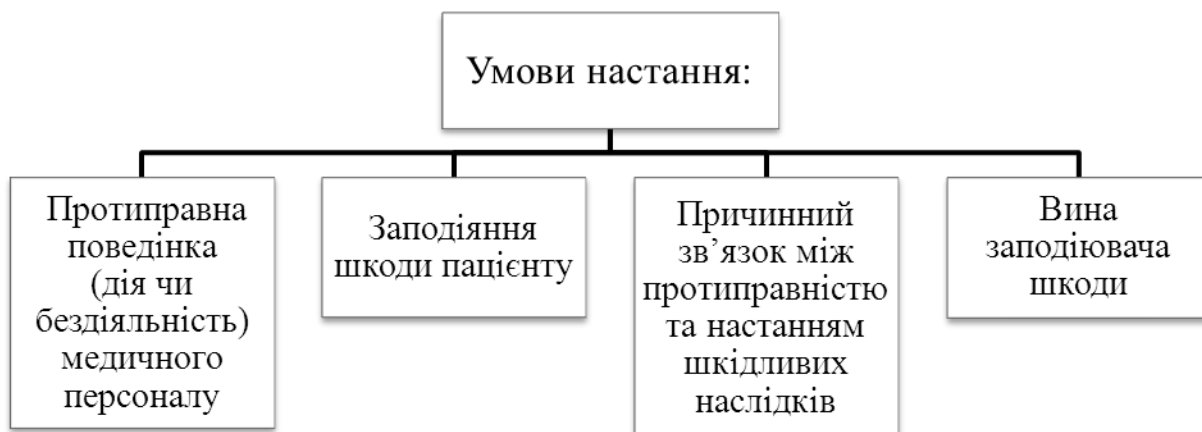 Умови настання:
Протиправна
поведінка
(дія чи
бездіяльність)
медичного
персоналу
Заподіяння
шкоди пацієнту
Причинний
зв’язок між
протиправністю
та настанням
шкідливих
наслідків
Вина
заподіювача
шкоди